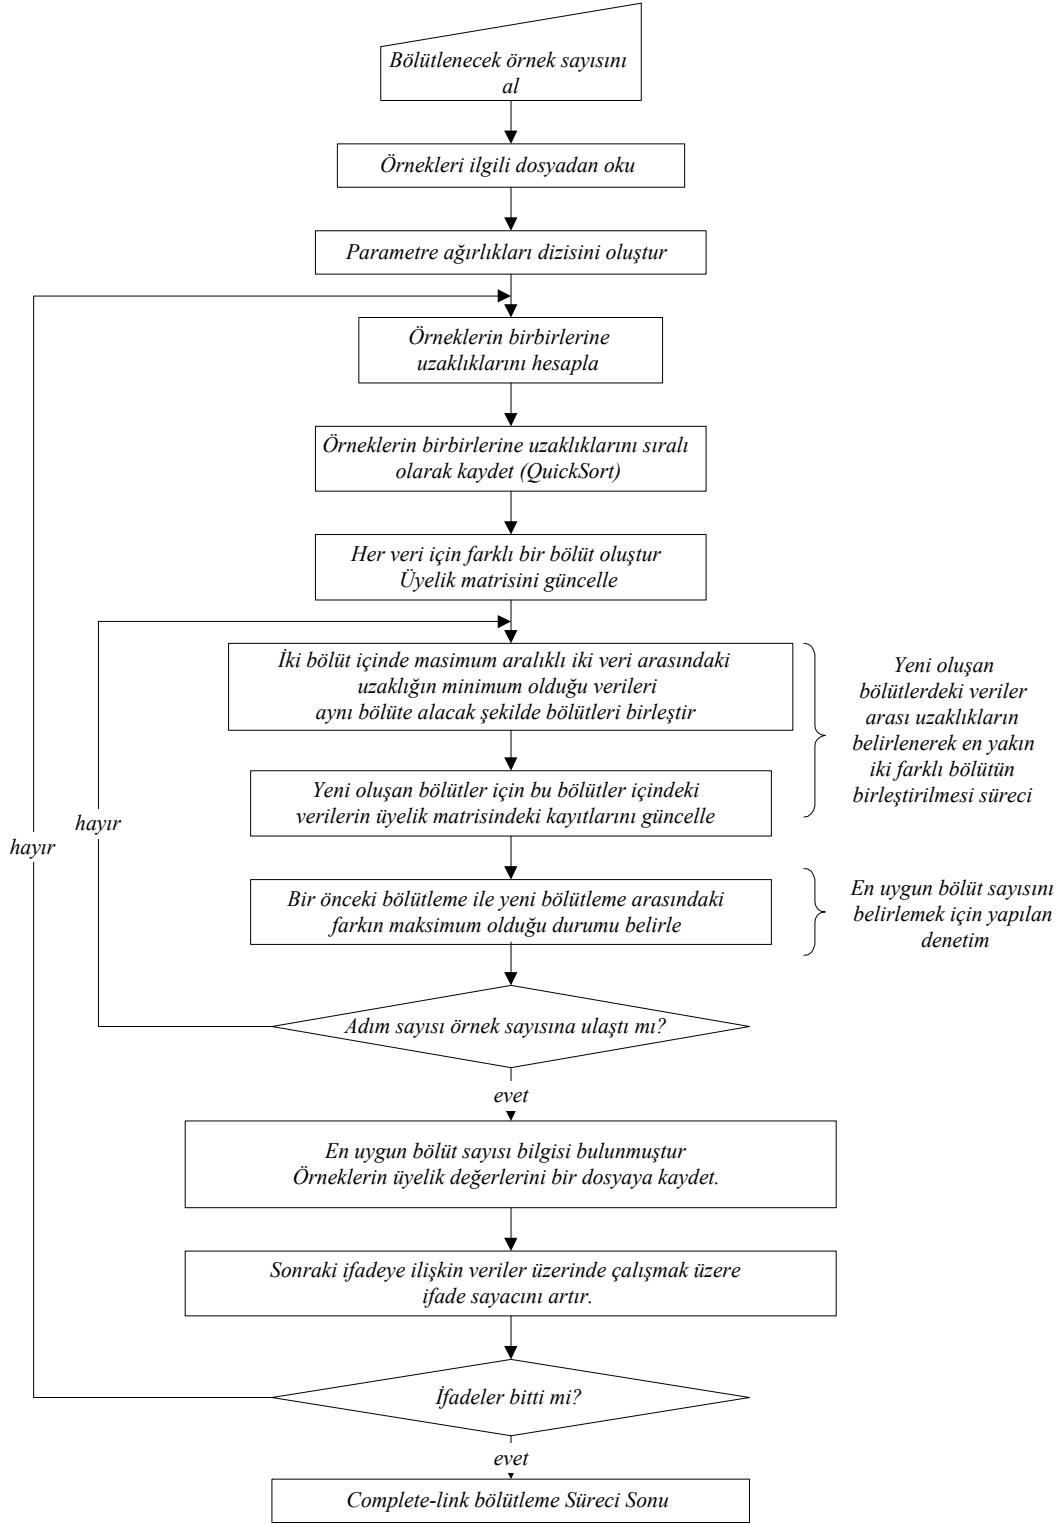 Bölütlenecek örnek sayısını
al
Örnekleri ilgili dosyadan oku
Parametre ağırlıkları dizisini oluştur
Örneklerin birbirlerine
uzaklıklarını hesapla
Örneklerin birbirlerine uzaklıklarını sıralı
olarak kaydet (QuickSort)
Her veri için farklı bir bölüt oluştur
Üyelik matrisini güncelle
İki bölüt içinde masimum aralıklı iki veri arasındaki
uzaklığın minimum olduğu verileri
aynı bölüte alacak şekilde bölütleri birleştir
Yeni oluşan
bölütlerdeki veriler
arası uzaklıkların
belirlenerek en yakın
iki farklı bölütün
birleştirilmesi süreci
Yeni oluşan bölütler için bu bölütler içindeki
verilerin üyelik matrisindeki kayıtlarını güncelle
hayır
hayır
Bir önceki bölütleme ile yeni bölütleme arasındaki
farkın maksimum olduğu durumu belirle
En uygun bölüt sayısını
belirlemek için yapılan
denetim
Adım sayısı örnek sayısına ulaştı mı?
evet
En uygun bölüt sayısı bilgisi bulunmuştur
Örneklerin üyelik değerlerini bir dosyaya kaydet.
Sonraki ifadeye ilişkin veriler üzerinde çalışmak üzere
ifade sayacını artır.
İfadeler bitti mi?
evet
Complete-link bölütleme Süreci Sonu